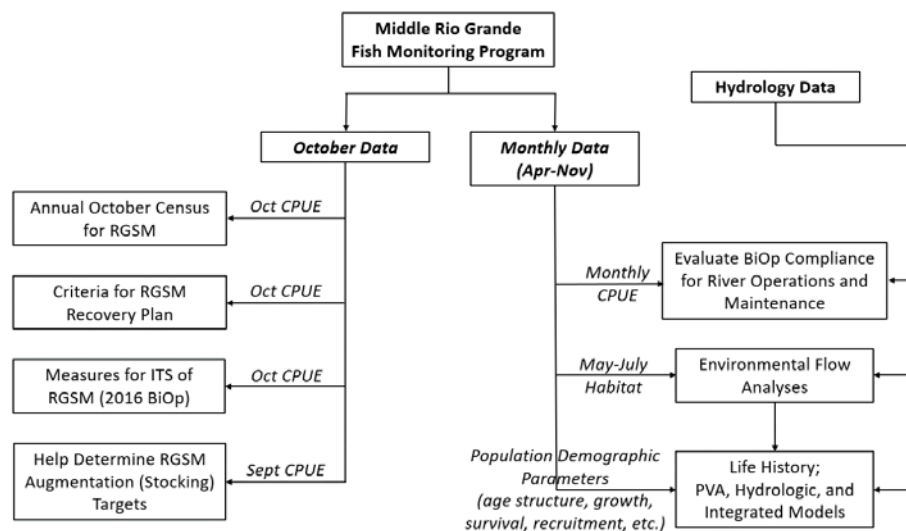 Middle Rio Grande
Fish Monitoring Program
Hydrology Data
October Data
Monthly Data
(Apr-Nov)
Annual October Census
for RGSM
Oct CPUE
Criteria for RGSM
Recovery Plan
Oct CPUE
Measures for ITS of
RGSM (2016 BiOp)
Oct CPUE
Help Determine RGSM
Augmentation (Stocking)
Targets
Sept CPUE
Monthly
CPUE
Evaluate BiOp Compliance
for River Operations and
Maintenance
May-July
Habitat
Environmental Flow
Analyses
Population Demographic
Parameters
(age structure, growth,
survival, recruitment, etc.)
Life History;
PVA, Hydrologic, and
Integrated Models